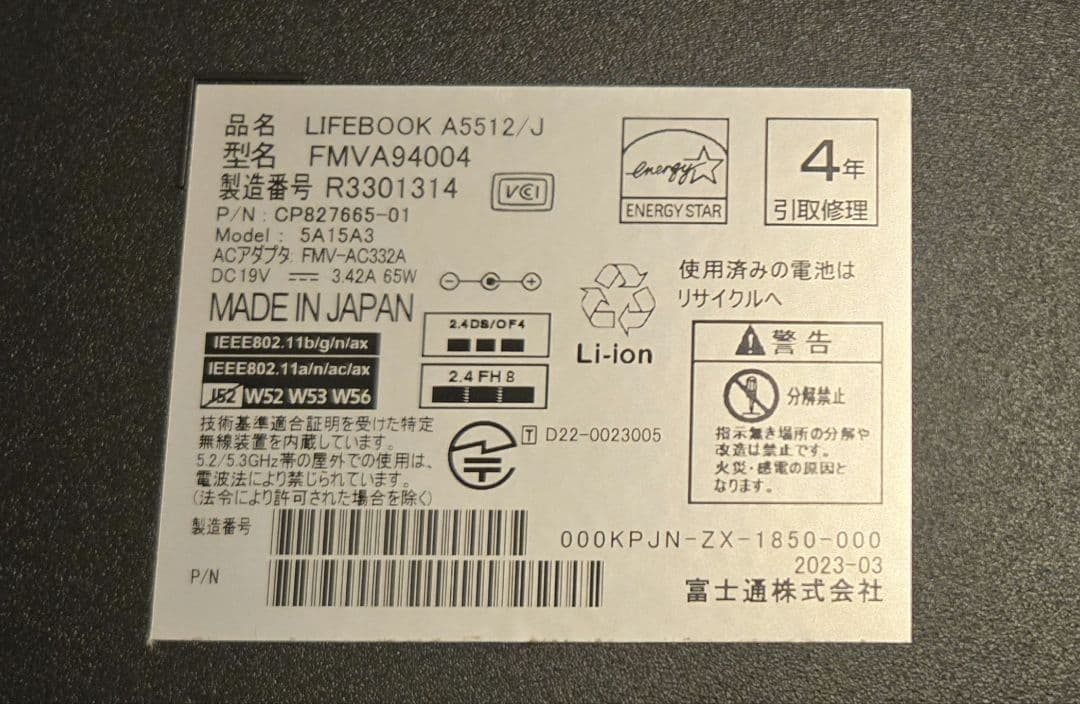 品名 LIFEBOOK A5512/J
型名 FMVA94004
製造番号 R3301314
VCCI
P/N : CP827665-01
Model : 5A15A3
ACアダプタ: FMV-AC332A
DC19V ⎓ 3.42A 65W
MADE IN JAPAN
energy
ENERGY STAR
4年
引取修理
IEEE802.11b/g/n/ax
IEEE802.11a/n/ac/ax
J52 W52 W53 W56
2.4DS/OF4
2.4FH8
Li-ion
使用済みの電池は
リサイクルへ
警告
分解禁止
指示無き場所の分解や
改造は禁止です。
火災・感電の原因と
なります。
技術基準適合証明を受けた特定
無線装置を内蔵しています。
5.2/5.3GHz帯の屋外での使用は、
電波法により禁じられています。
(法令により許可された場合を除く)
T D22-0023005
製造番号
P/N
000KPJN-ZX-1850-000
2023-03
富士通株式会社